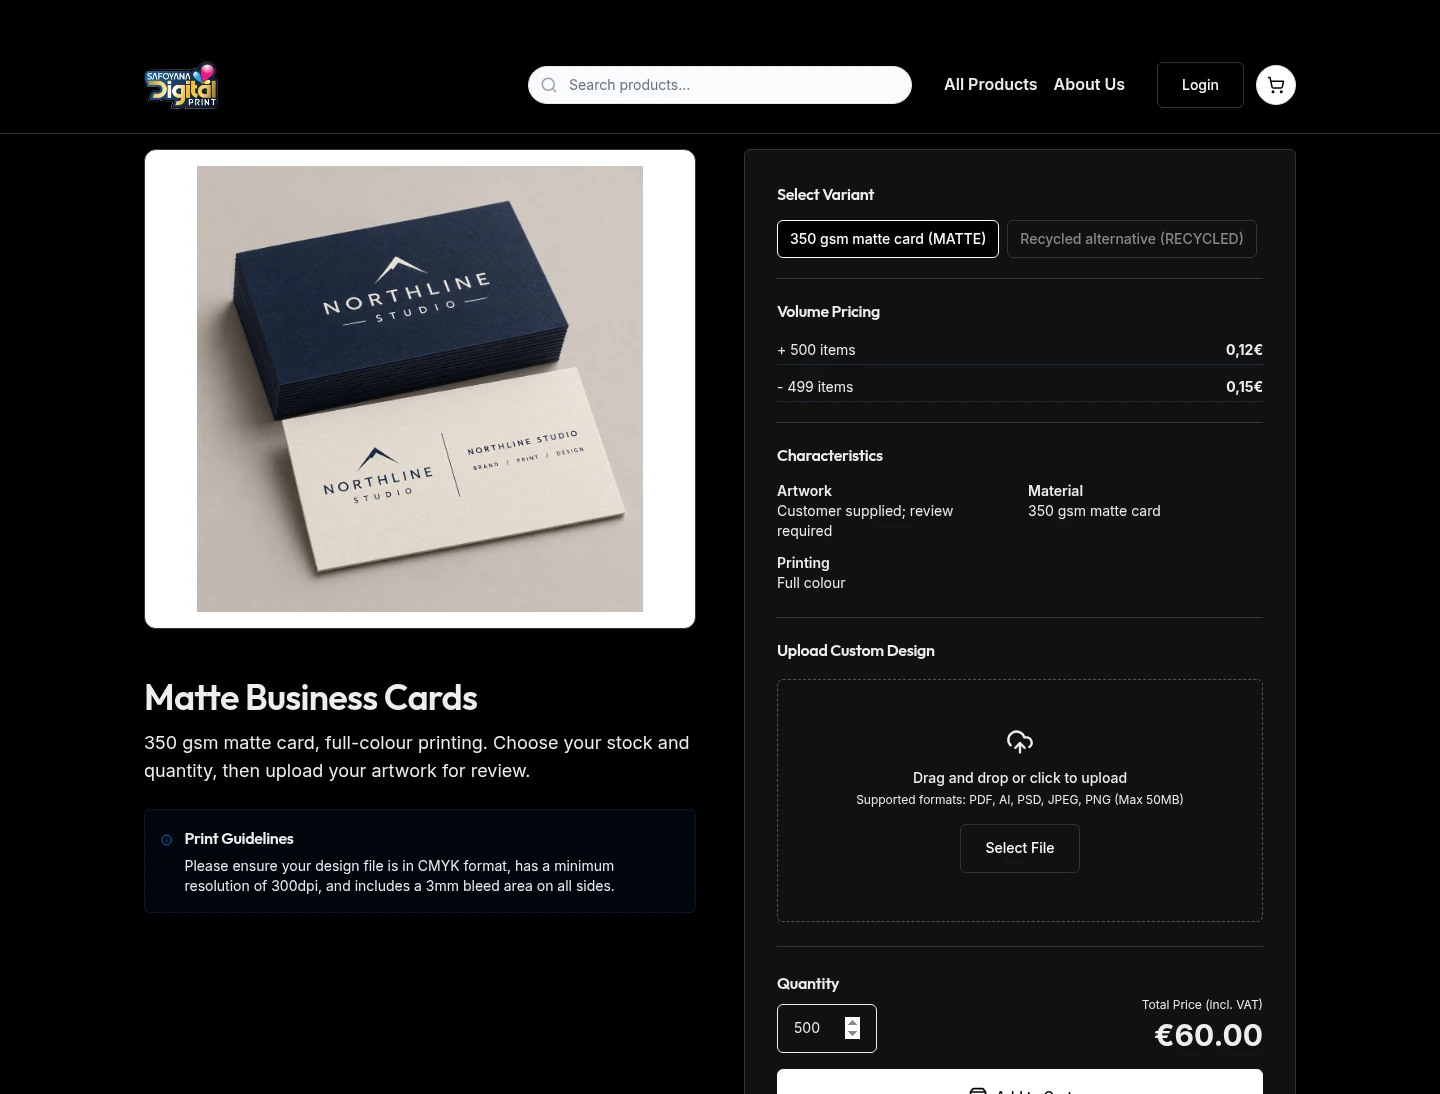 SAFOYANA
Digital
PRINT
Search products...
All Products
About Us
Login
NORTHLINE
STUDIO
NORTHLINE
STUDIO
NORTHLINE STUDIO
BRAND / PRINT / DESIGN
Matte Business Cards
350 gsm matte card, full-colour printing. Choose your stock and
quantity, then upload your artwork for review.
Print Guidelines
Please ensure your design file is in CMYK format, has a minimum
resolution of 300dpi, and includes a 3mm bleed area on all sides.
Select Variant
350 gsm matte card (MATTE)
Recycled alternative (RECYCLED)
Volume Pricing
+ 500 items 0,12€
- 499 items 0,15€
Characteristics
Artwork
Customer supplied; review
required
Material
350 gsm matte card
Printing
Full colour
Upload Custom Design
Drag and drop or click to upload
Supported formats: PDF, AI, PSD, JPEG, PNG (Max 50MB)
Select File
Quantity
500
Total Price (incl. VAT)
€60.00
Add to Cart